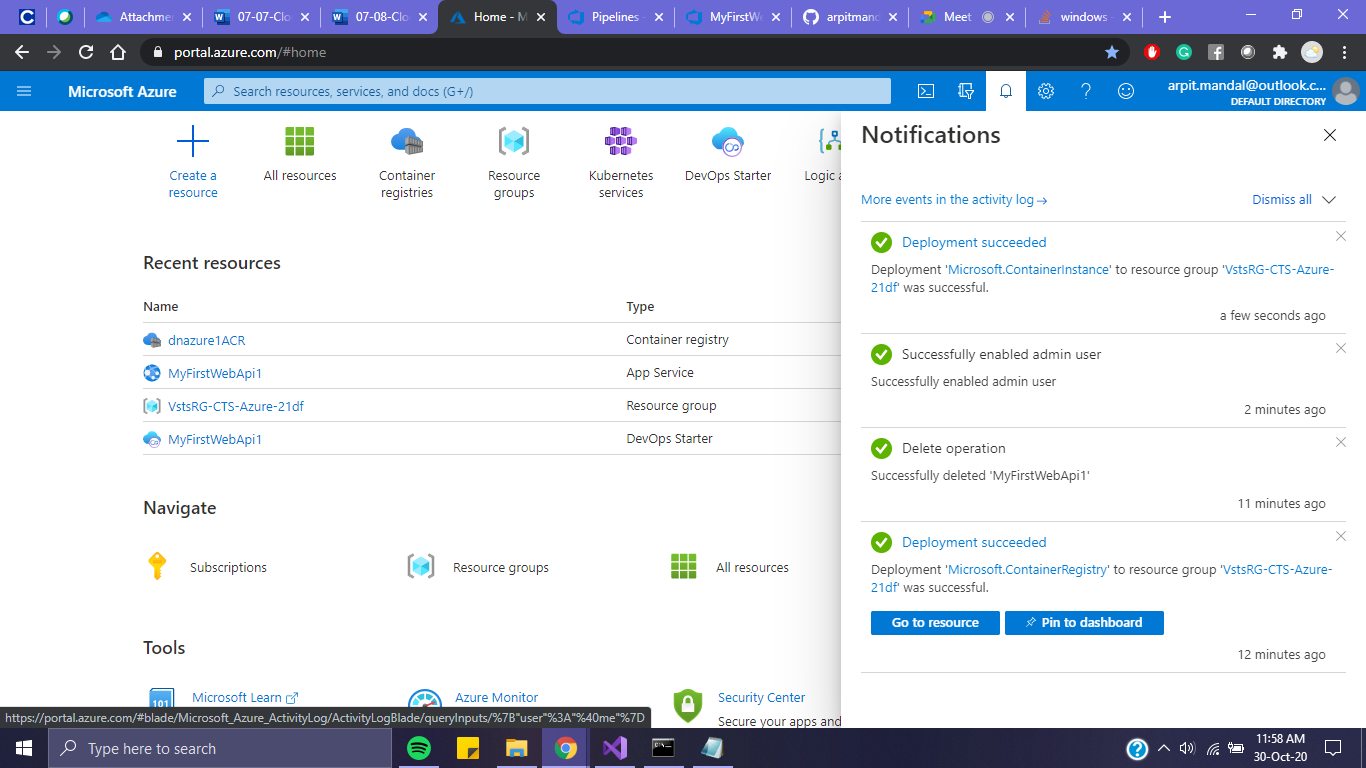 Attachmen
07-07-Clo
07-08-Clo
Home - M
Pipelines -
MyFirstWe
arpitmand
Meet
windows -
portal.azure.com/#home
Microsoft Azure
Search resources, services, and docs (G+/)
arpit.mandal@outlook.c...
DEFAULT DIRECTORY
Create a
resource
All resources
Container
registries
Resource
groups
Kubernetes
services
DevOps Starter
Logic a
Recent resources
Name
Type
dnazure1ACR
Container registry
MyFirstWebApi1
App Service
VstsRG-CTS-Azure-21df
Resource group
MyFirstWebApi1
DevOps Starter
Navigate
Subscriptions
Resource groups
All resources
Tools
101
Microsoft Learn
Azure Monitor
Security Center
Secure your apps and
https://portal.azure.com/#blade/Microsoft_Azure_ActivityLog/ActivityLogBlade/queryInputs/%7B"user"%3A"%40me"%7D
Notifications
More events in the activity log →
Dismiss all
Deployment succeeded
Deployment 'Microsoft.ContainerInstance' to resource group 'VstsRG-CTS-Azure-
21df' was successful.
a few seconds ago
Successfully enabled admin user
Successfully enabled admin user
2 minutes ago
Delete operation
Successfully deleted 'MyFirstWebApi1'
11 minutes ago
Deployment succeeded
Deployment 'Microsoft.ContainerRegistry' to resource group 'VstsRG-CTS-Azure-
21df' was successful.
Go to resource
Pin to dashboard
12 minutes ago
Type here to search
11:58 AM
30-Oct-20